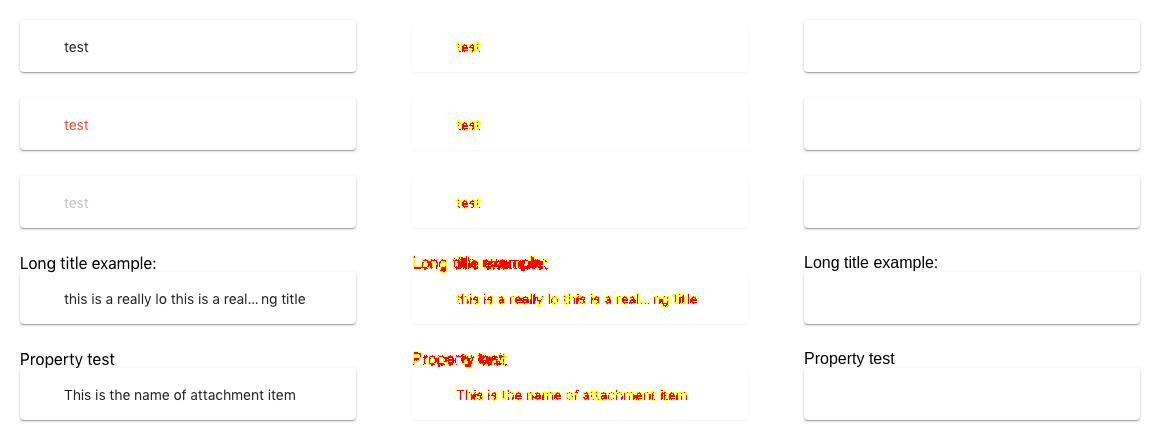 test
test
test
test
test
test
Long title example:
Long title example:
Long title example:
this is a really lo this is a real... ng title
this is a really lo this is a real... ng title
Property test
Property test
Property test
This is the name of attachment item
This is the name of attachment item